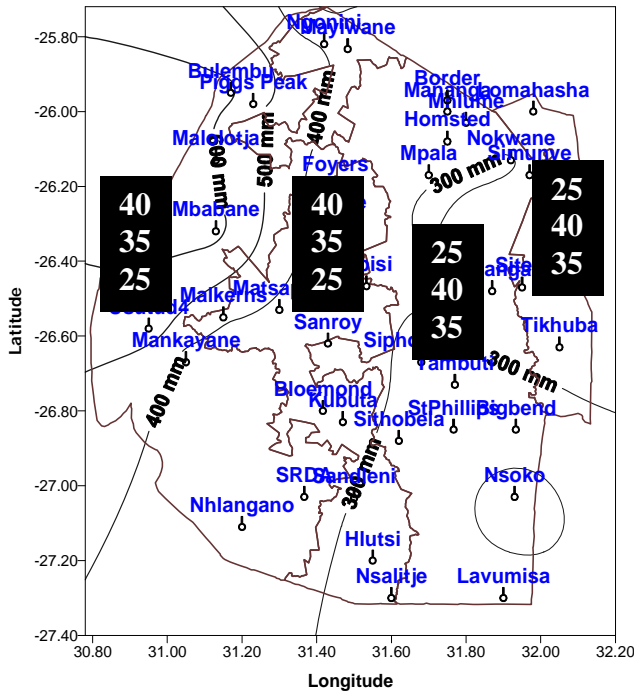 -25.80
-26.00
-26.20
-26.40
-26.60
-26.80
-27.00
-27.20
-27.40
Latitude
Ngonini
Mayiwane
Bulembu
Piggs Peak
Border
Mananga
Lomahasha
Mhlume
Homsted
Malolotja
Nokwane
Simunye
Mpala
Foyers
600 mm
500 mm
400 mm
300 mm
Mbabane
40
35
25
40
35
25
25
40
35
25
40
35
Malkerns
Mankayane
Sanroy
Tikhuba
400 mm
300 mm
Bloemond
Kubuta
StPhillips
Bigbend
Sithobela
300 mm
SRDA
Sandleni
Nsoko
Nhlangano
Hlutsi
Nsalitje
Lavumisa
30.80
31.00
31.20
31.40
31.60
31.80
32.00
32.20
Longitude